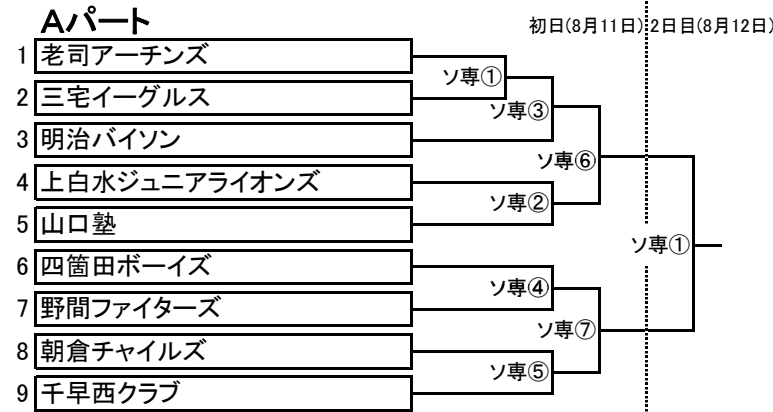 Aパート
初日(8月11日) 2日目(8月12日)
1 老司アーチンズ
ソ専①
2 三宅イーグルス
ソ専③
3 明治バイソン
ソ専⑥
4 上白水ジュニアライオンズ
ソ専②
5 山口塾
ソ専①
6 四箇田ボーイズ
ソ専④
7 野間ファイターズ
ソ専⑦
8 朝倉チャイルズ
ソ専⑤
9 千早西クラブ